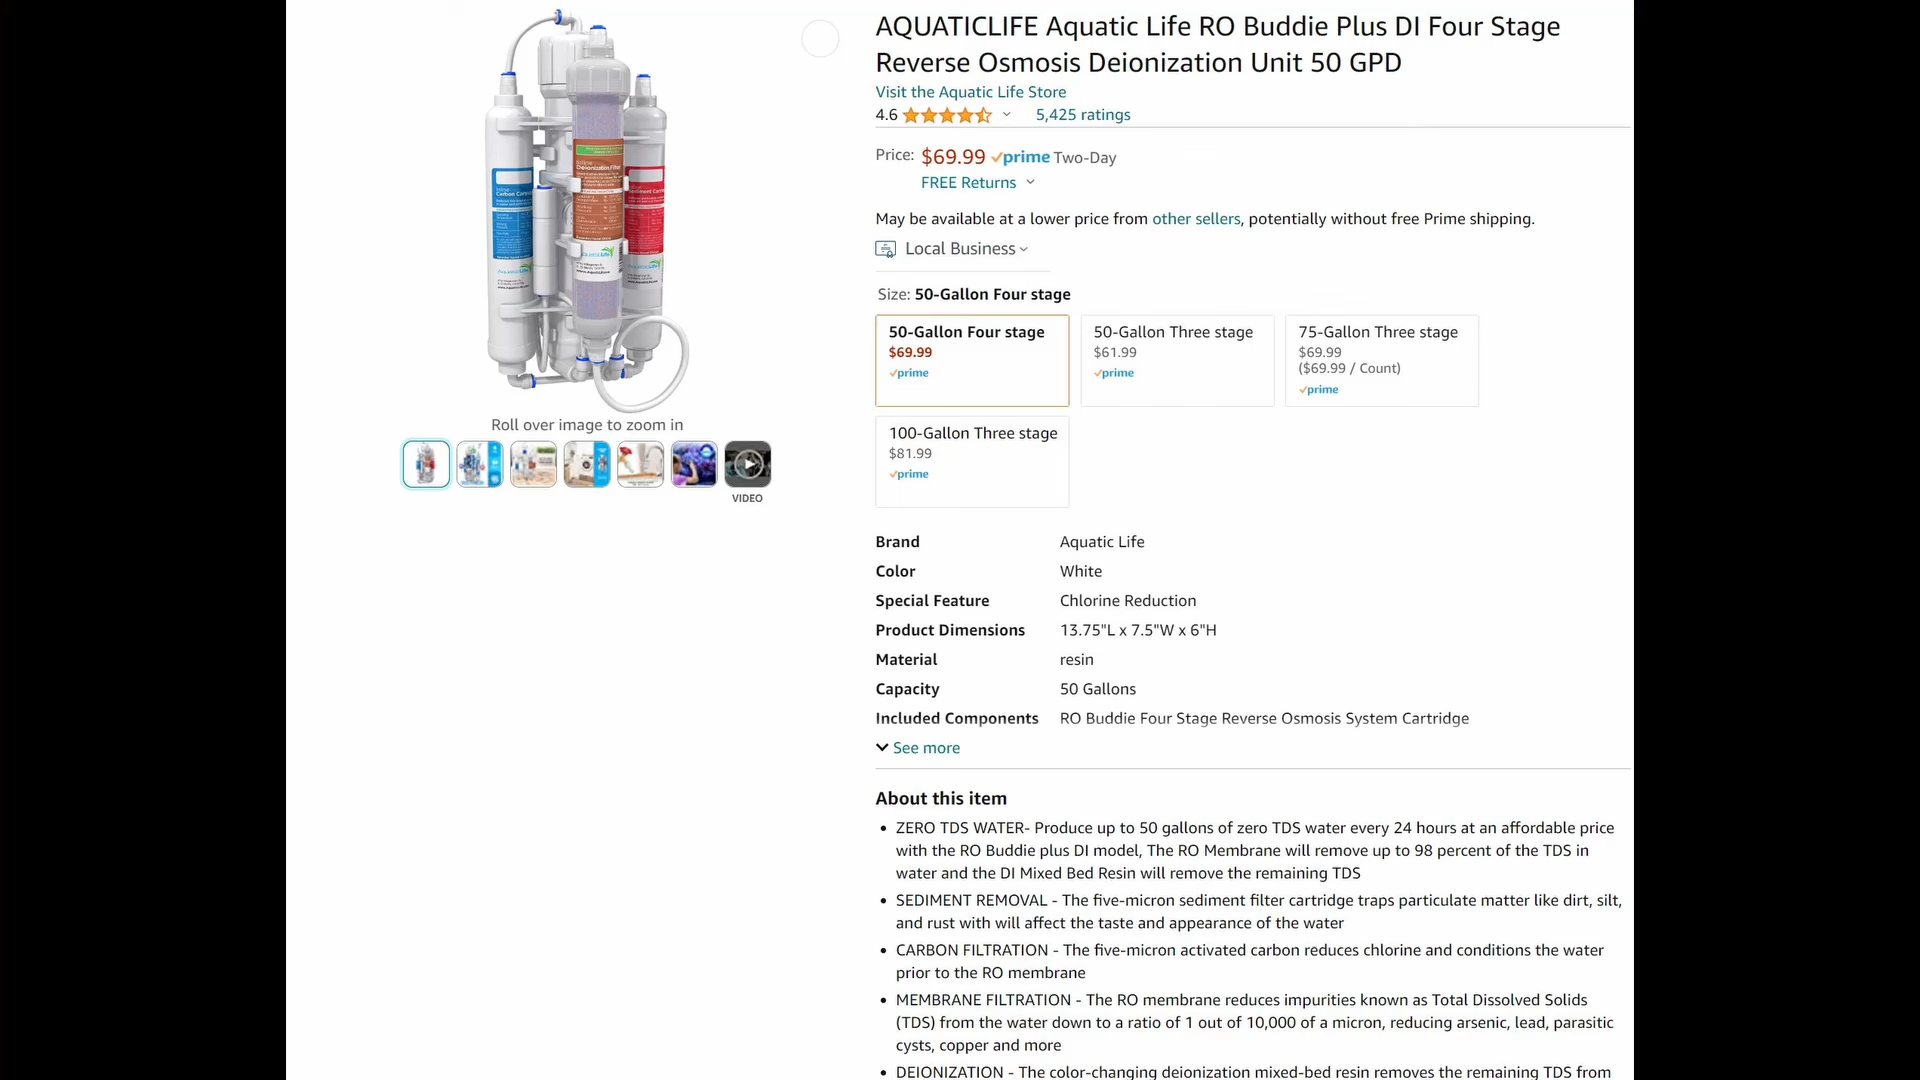 AQUATICLIFE Aquatic Life RO Buddie Plus DI Four Stage
Reverse Osmosis Deionization Unit 50 GPD
Visit the Aquatic Life Store
4.6 5,425 ratings
Price: $69.99 prime Two-Day
FREE Returns
May be available at a lower price from other sellers, potentially without free Prime shipping.
Local Business
Size: 50-Gallon Four stage
50-Gallon Four stage
$69.99
prime
50-Gallon Three stage
$61.99
prime
75-Gallon Three stage
$69.99
($69.99 / Count)
prime
100-Gallon Three stage
$81.99
prime
Roll over image to zoom in
VIDEO
Brand Aquatic Life
Color White
Special Feature Chlorine Reduction
Product Dimensions 13.75"L x 7.5"W x 6"H
Material resin
Capacity 50 Gallons
Included Components RO Buddie Four Stage Reverse Osmosis System Cartridge
See more
About this item
ZERO TDS WATER- Produce up to 50 gallons of zero TDS water every 24 hours at an affordable price
with the RO Buddie plus DI model, The RO Membrane will remove up to 98 percent of the TDS in
water and the DI Mixed Bed Resin will remove the remaining TDS
SEDIMENT REMOVAL - The five-micron sediment filter cartridge traps particulate matter like dirt, silt,
and rust with will affect the taste and appearance of the water
CARBON FILTRATION - The five-micron activated carbon reduces chlorine and conditions the water
prior to the RO membrane
MEMBRANE FILTRATION - The RO membrane reduces impurities known as Total Dissolved Solids
(TDS) from the water down to a ratio of 1 out of 10,000 of a micron, reducing arsenic, lead, parasitic
cysts, copper and more
DEIONIZATION - The color-changing deionization mixed-bed resin removes the remaining TDS from